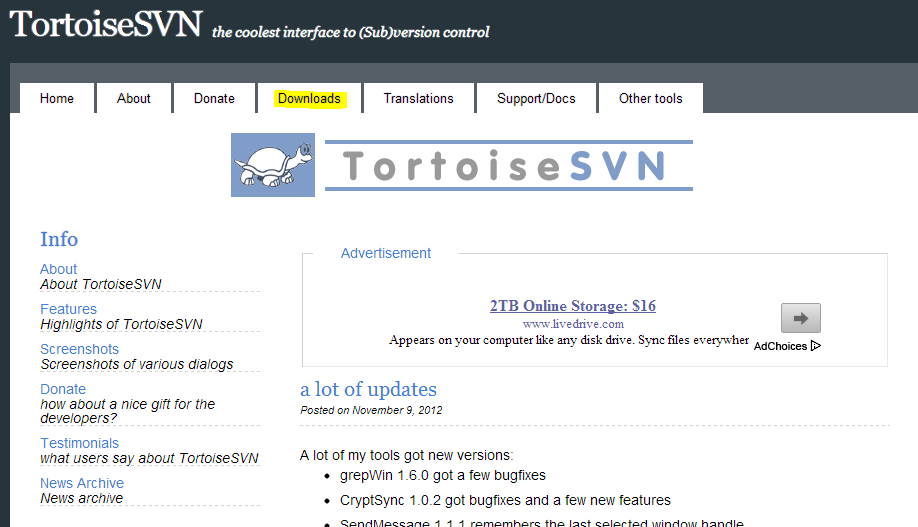 TortoiseSVN the coolest interface to (Sub)version control
Home About Donate Downloads Translations Support/Docs Other tools
TortoiseSVN
Info
About
About TortoiseSVN
Features
Highlights of TortoiseSVN
Screenshots
Screenshots of various dialogs
Donate
how about a nice gift for the
developers?
Testimonials
what users say about TortoiseSVN
News Archive
News archive
Advertisement
2TB Online Storage: $16
www.livedrive.com
Appears on your computer like any disk drive. Sync files everywher
AdChoices
a lot of updates
Posted on November 9, 2012
A lot of my tools got new versions:
grepWin 1.6.0 got a few bugfixes
CryptSync 1.0.2 got bugfixes and a few new features
SendMessage 1.1.1 remembers the last selected window handle